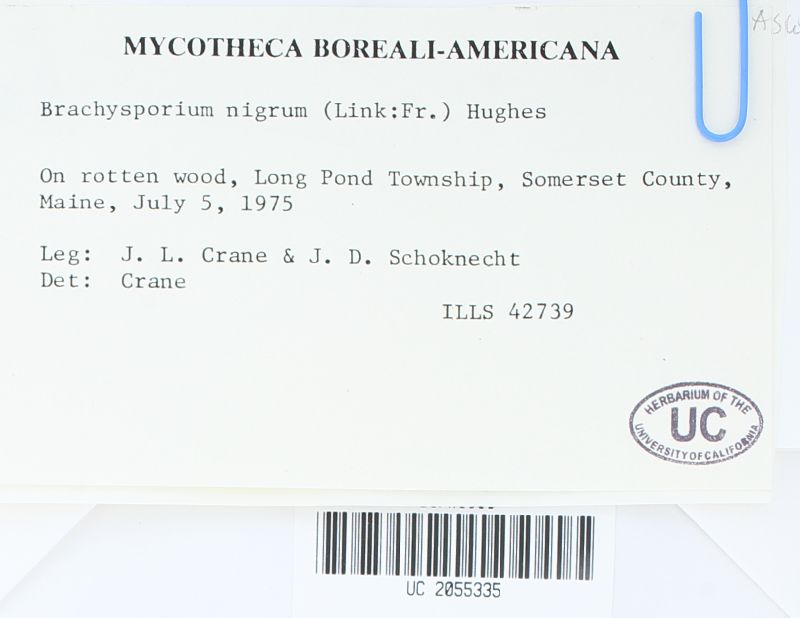 MYCOTHECA BOREALI-AMERICANA
Brachysporium nigrum (Link:Fr.) Hughes
On rotten wood, Long Pond Township, Somerset County,
Maine, July 5, 1975
Leg: J. L. Crane & J. D. Schoknecht
Det: Crane
ILLS 42739
HERBARIUM OF THE
UC
UNIVERSITY OF CALIFORNIA
UC 2055335